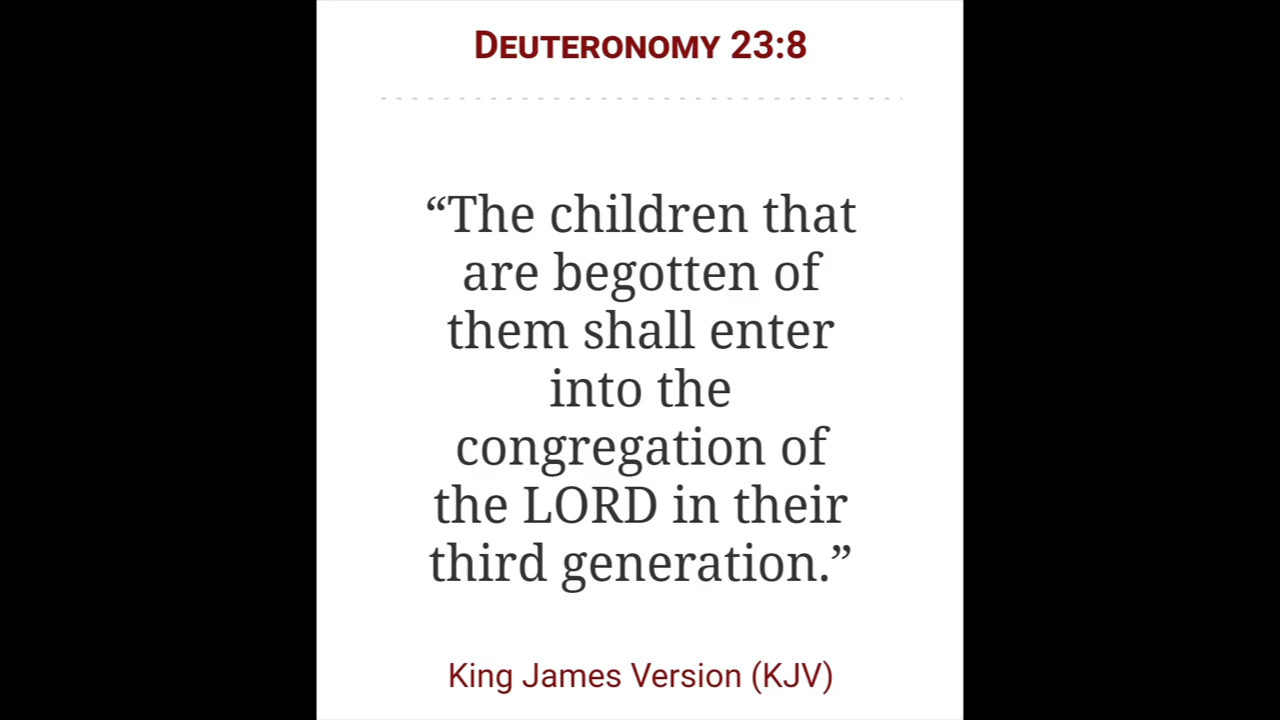 DEUTERONOMY 23:8
“The children that
are begotten of
them shall enter
into the
congregation of
the LORD in their
third generation.”
King James Version (KJV)